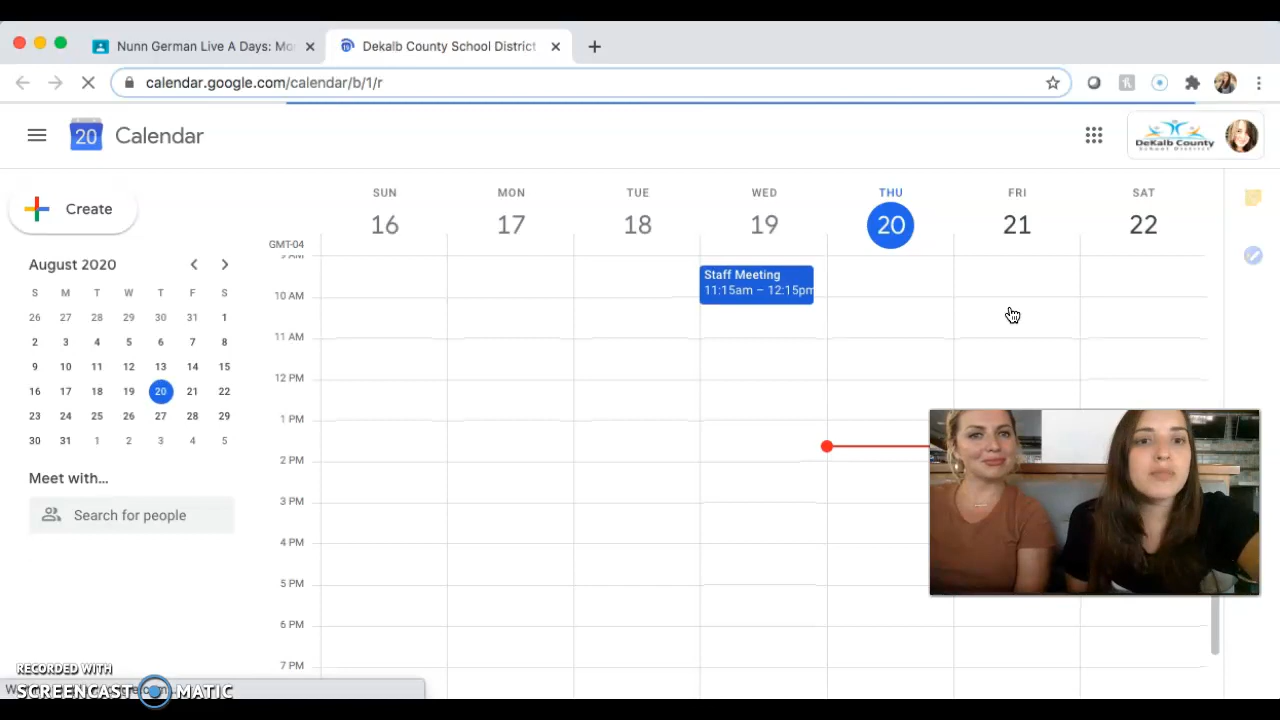 Nunn German Live A Days: Mo
Dekalb County School District
calendar.google.com/calendar/b/1/r
20
Calendar
DeKalb County
School District
Create
SUN
MON
TUE
WED
THU
FRI
SAT
16
17
18
19
20
21
22
GMT-04
August 2020
S M T W T F S
26 27 28 29 30 31 1
2 3 4 5 6 7 8
9 10 11 12 13 14 15
16 17 18 19 20 21 22
23 24 25 26 27 28 29
30 31 1 2 3 4 5
Meet with...
Search for people
9 AM
10 AM
11 AM
12 PM
1 PM
2 PM
3 PM
4 PM
5 PM
6 PM
7 PM
Staff Meeting
11:15am – 12:15pm
RECORDED WITH
SCREENCAST MATIC